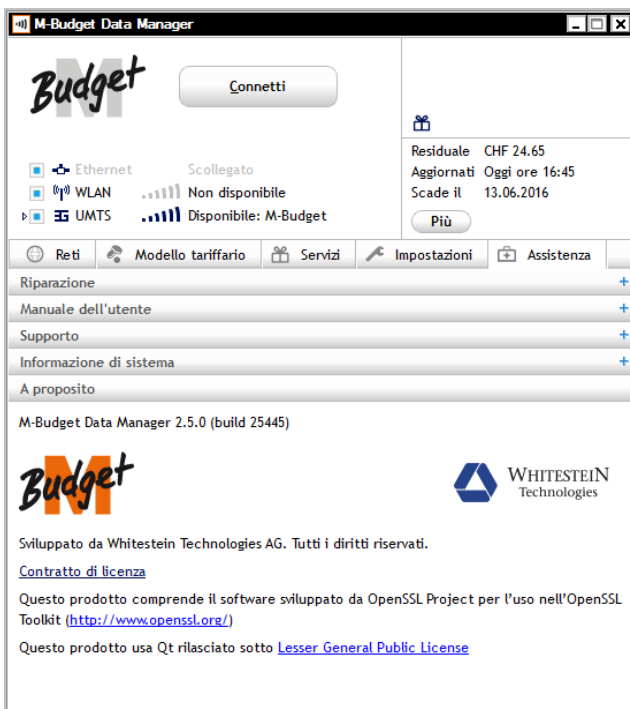 M-Budget Data Manager
M Budget
Connetti
Ethernet Scollegato
WLAN Non disponibile
UMTS Disponibile: M-Budget
Residuale CHF 24.65
Aggiornati Oggi ore 16:45
Scade il 13.06.2016
Più
Reti Modello tariffario Servizi Impostazioni Assistenza
Riparazione
Manuale dell'utente
Supporto
Informazione di sistema
A proposito
M-Budget Data Manager 2.5.0 (build 25445)
M Budget
WHITESTEIN
Technologies
Sviluppato da Whitestein Technologies AG. Tutti i diritti riservati.
Contratto di licenza
Questo prodotto comprende il software sviluppato da OpenSSL Project per l'uso nell'OpenSSL
Toolkit (http://www.openssl.org/)
Questo prodotto usa Qt rilasciato sotto Lesser General Public License